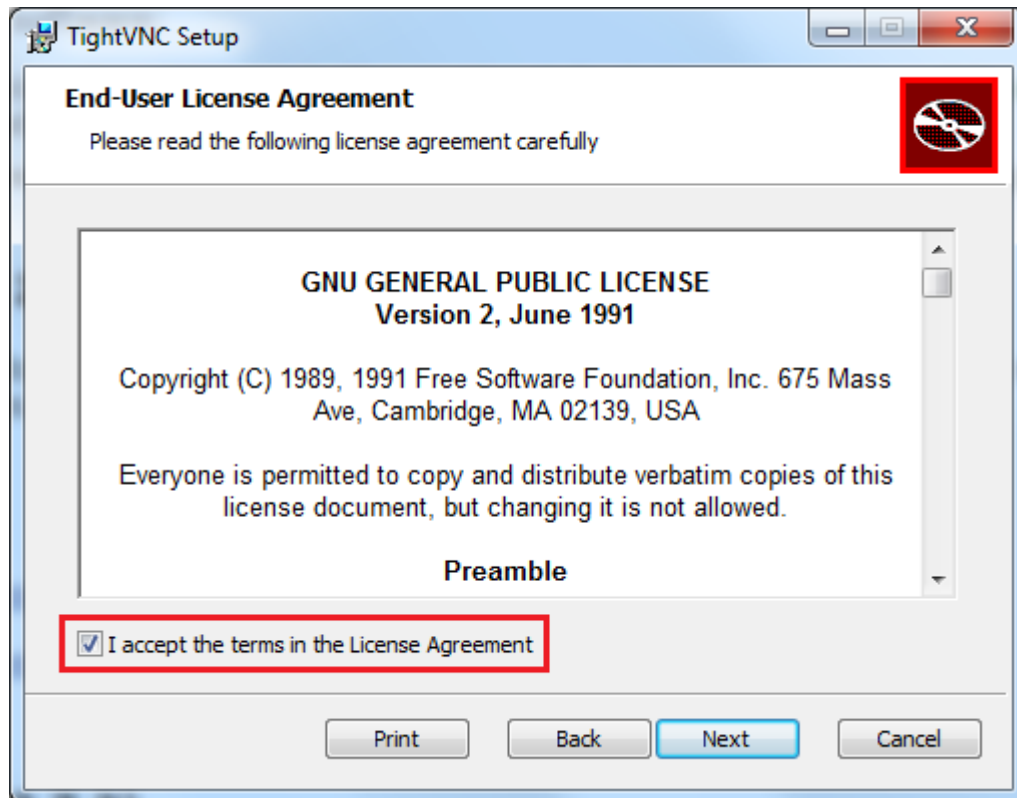 TightVNC Setup
End-User License Agreement
Please read the following license agreement carefully
GNU GENERAL PUBLIC LICENSE
Version 2, June 1991
Copyright (C) 1989, 1991 Free Software Foundation, Inc. 675 Mass
Ave, Cambridge, MA 02139, USA
Everyone is permitted to copy and distribute verbatim copies of this
license document, but changing it is not allowed.
Preamble
I accept the terms in the License Agreement
Print Back Next Cancel